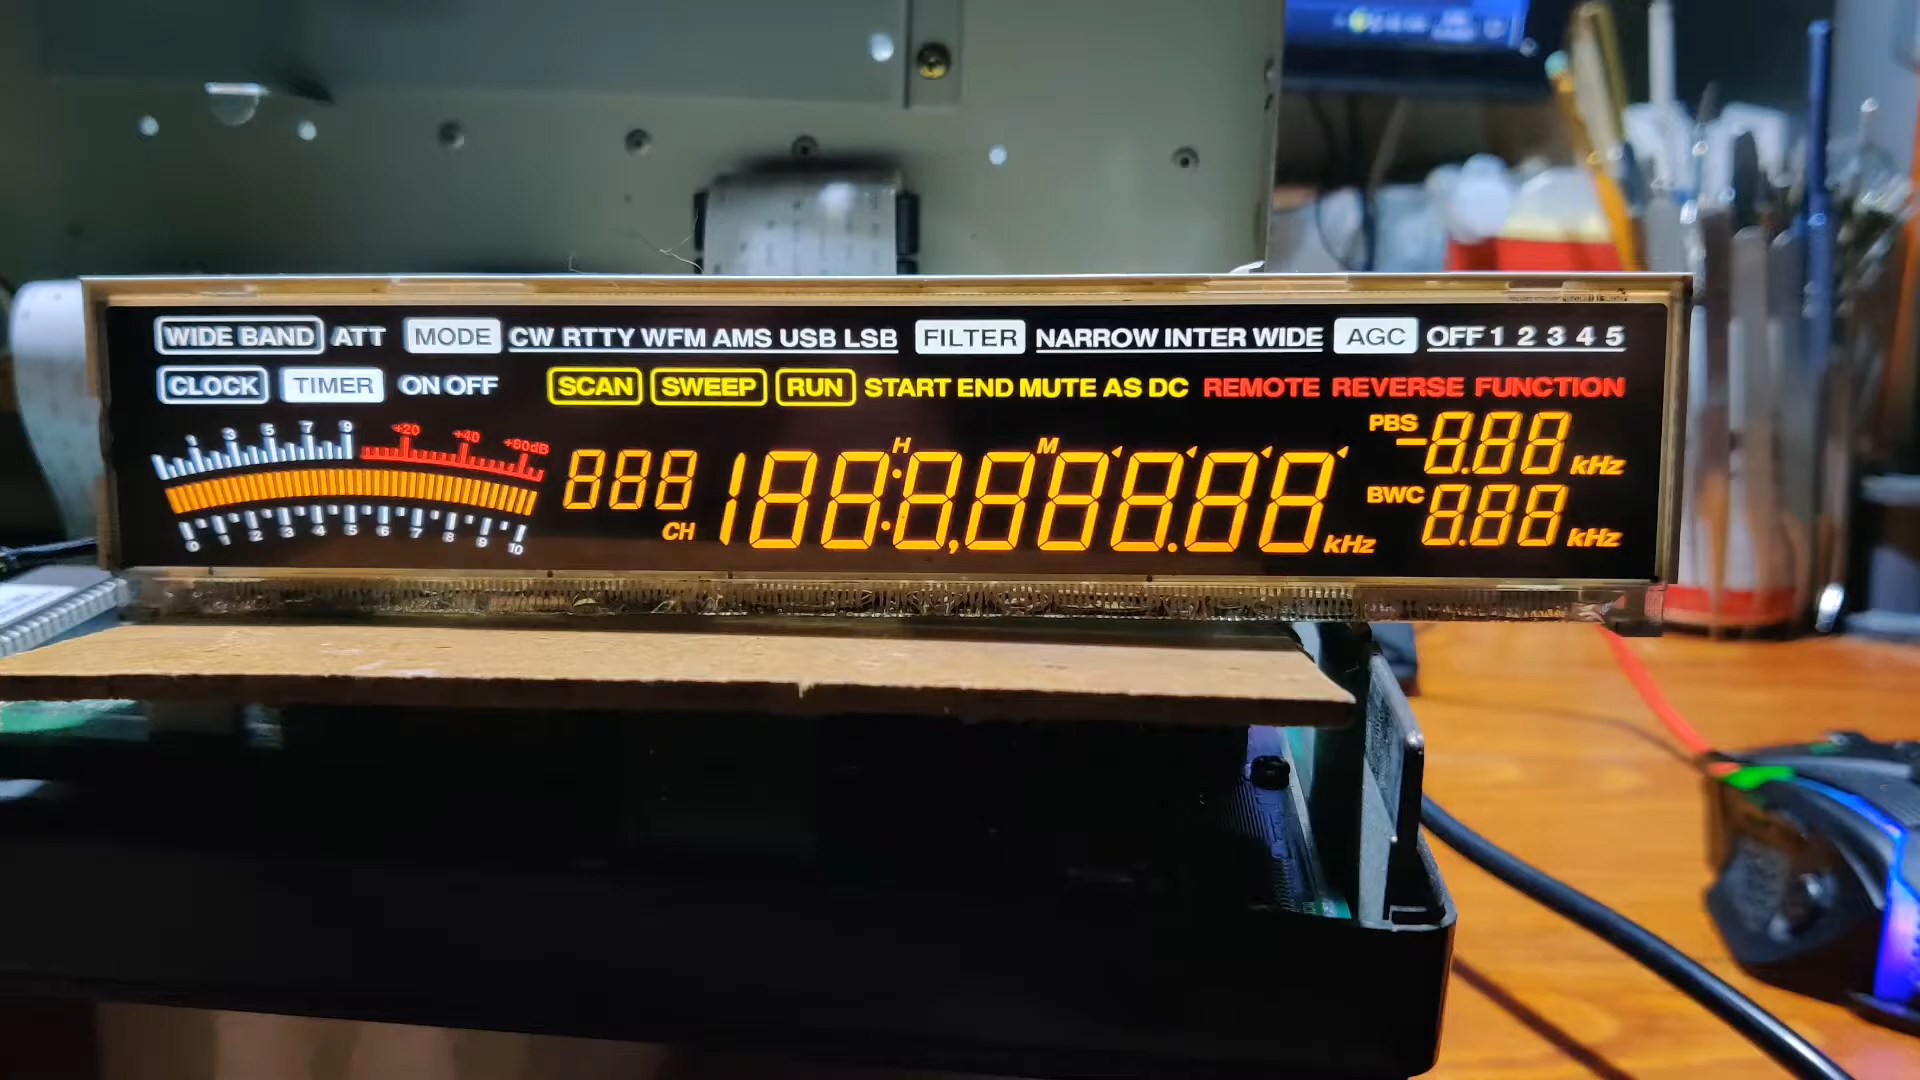 WIDE BAND ATT MODE CW RTTY WFM AMS USB LSB FILTER NARROW INTER WIDE AGC OFF 1 2 3 4 5
CLOCK TIMER ON OFF SCAN SWEEP RUN START END MUTE AS DC REMOTE REVERSE FUNCTION
1 3 5 7 9 +20 +40 +60dB
888 CH
H M
188:88,888.88 kHz
PBS -8.88 kHz
BWC 8.88 kHz
0 1 2 3 4 5 6 7 8 9 10